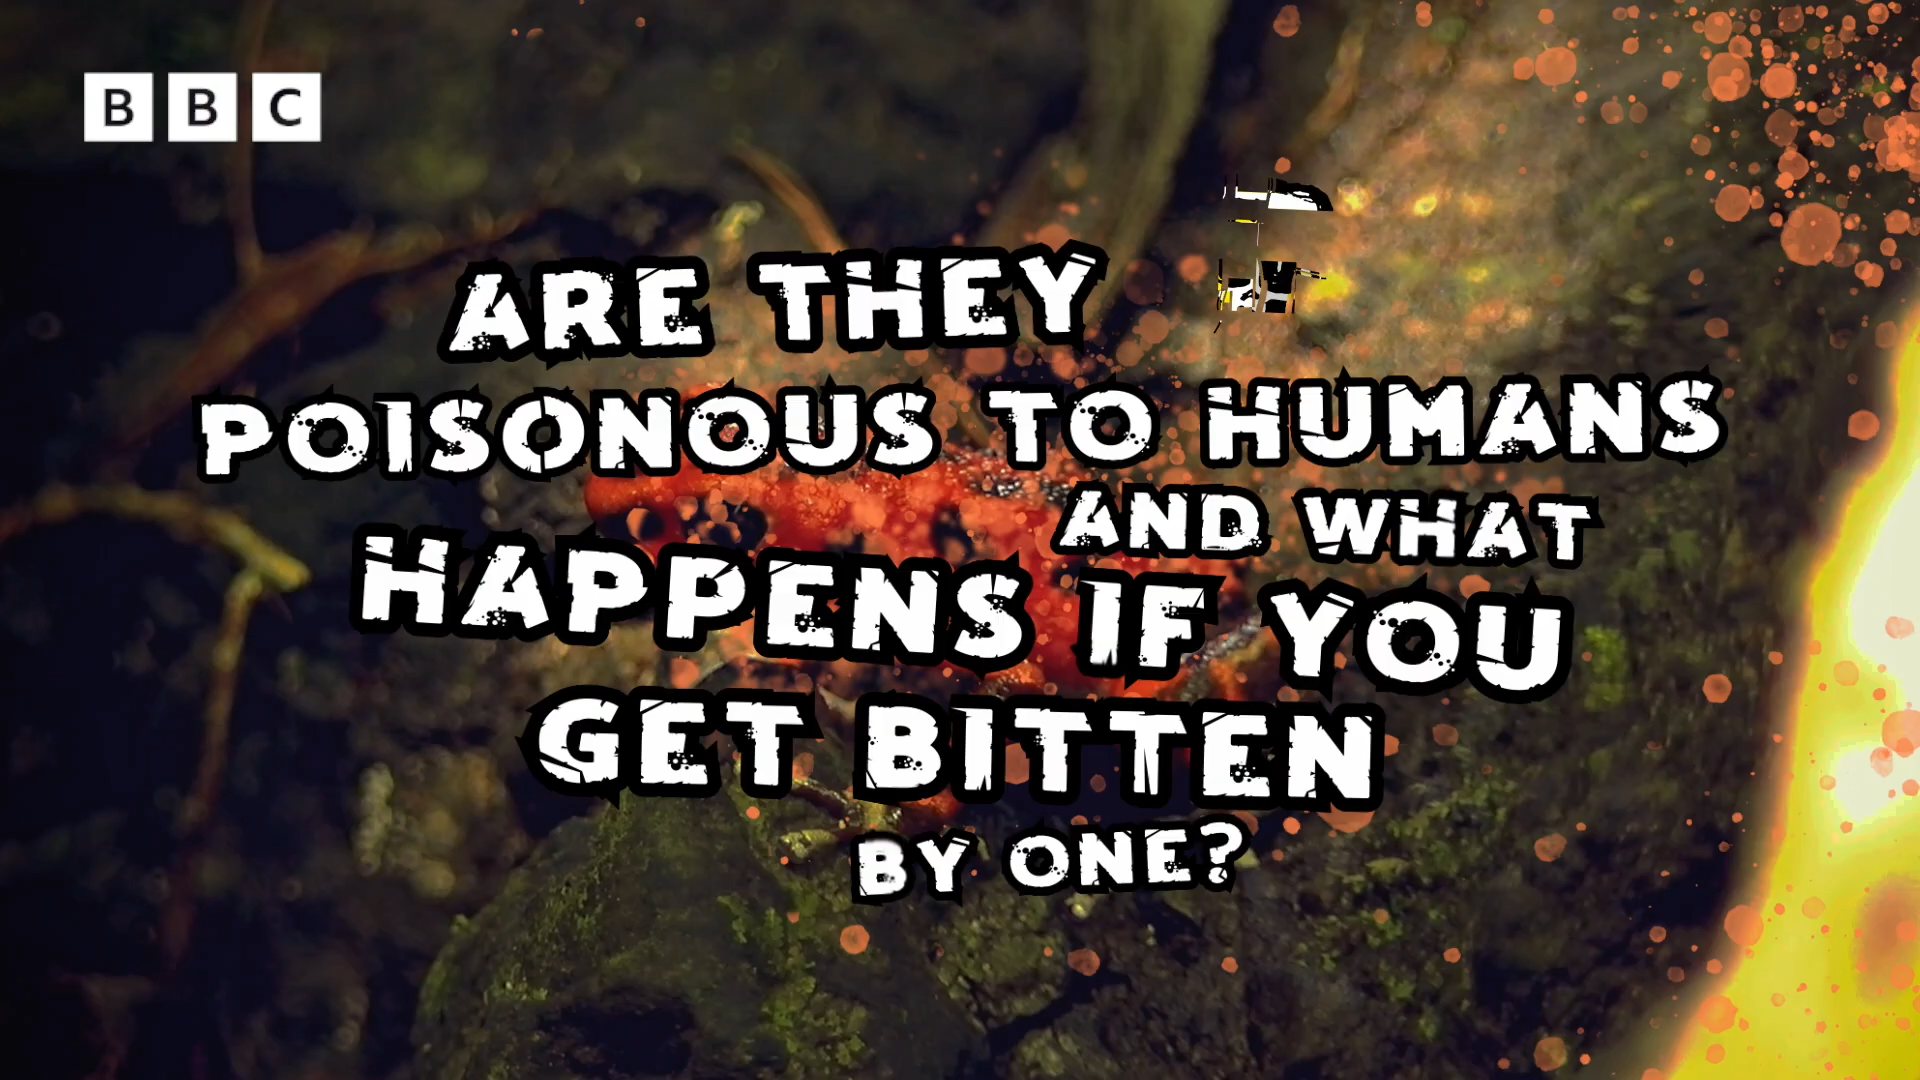 BBC
ARE THEY
POISONOUS TO HUMANS
AND WHAT
HAPPENS IF YOU
GET BITTEN
BY ONE?